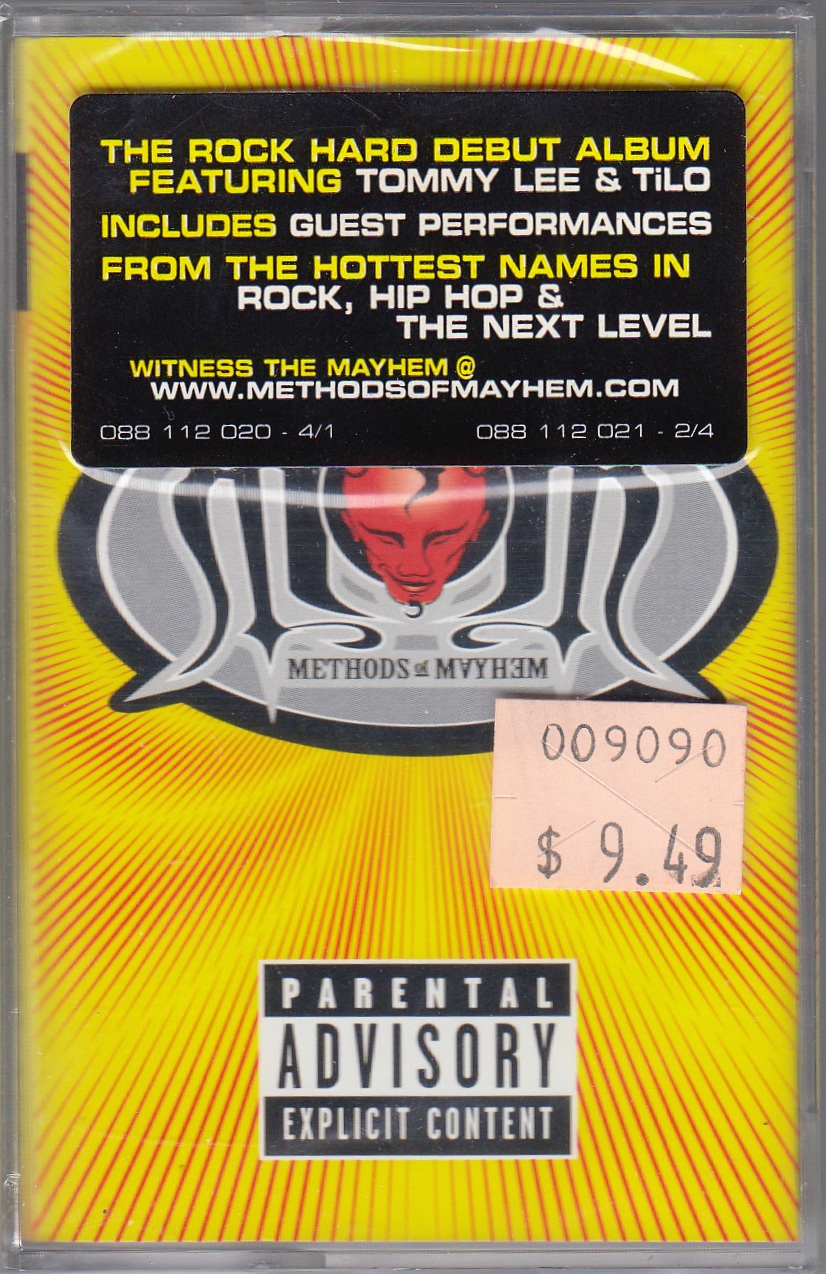 THE ROCK HARD DEBUT ALBUM
FEATURING TOMMY LEE & TiLO
INCLUDES GUEST PERFORMANCES
FROM THE HOTTEST NAMES IN
ROCK, HIP HOP &
THE NEXT LEVEL
WITNESS THE MAYHEM @
WWW.METHODSOFMAYHEM.COM
088 112 020 - 4/1 088 112 021 - 2/4
METHODS of MAYHEM
009090
$ 9.49
PARENTAL
ADVISORY
EXPLICIT CONTENT